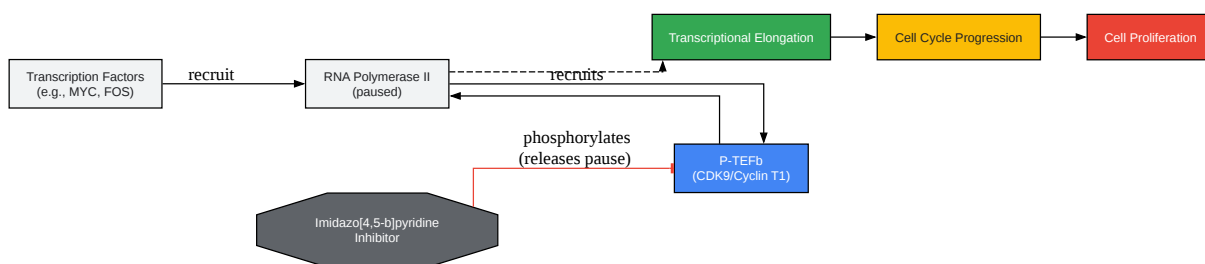 Transcriptional Elongation
Cell Cycle Progression
Cell Proliferation
Transcription Factors
(e.g., MYC, FOS)
recruit
RNA Polymerase II
(paused)
recruits
phosphorylates
(releases pause)
P-TEFb
(CDK9/Cyclin T1)
Imidazo[4,5-b]pyridine
Inhibitor